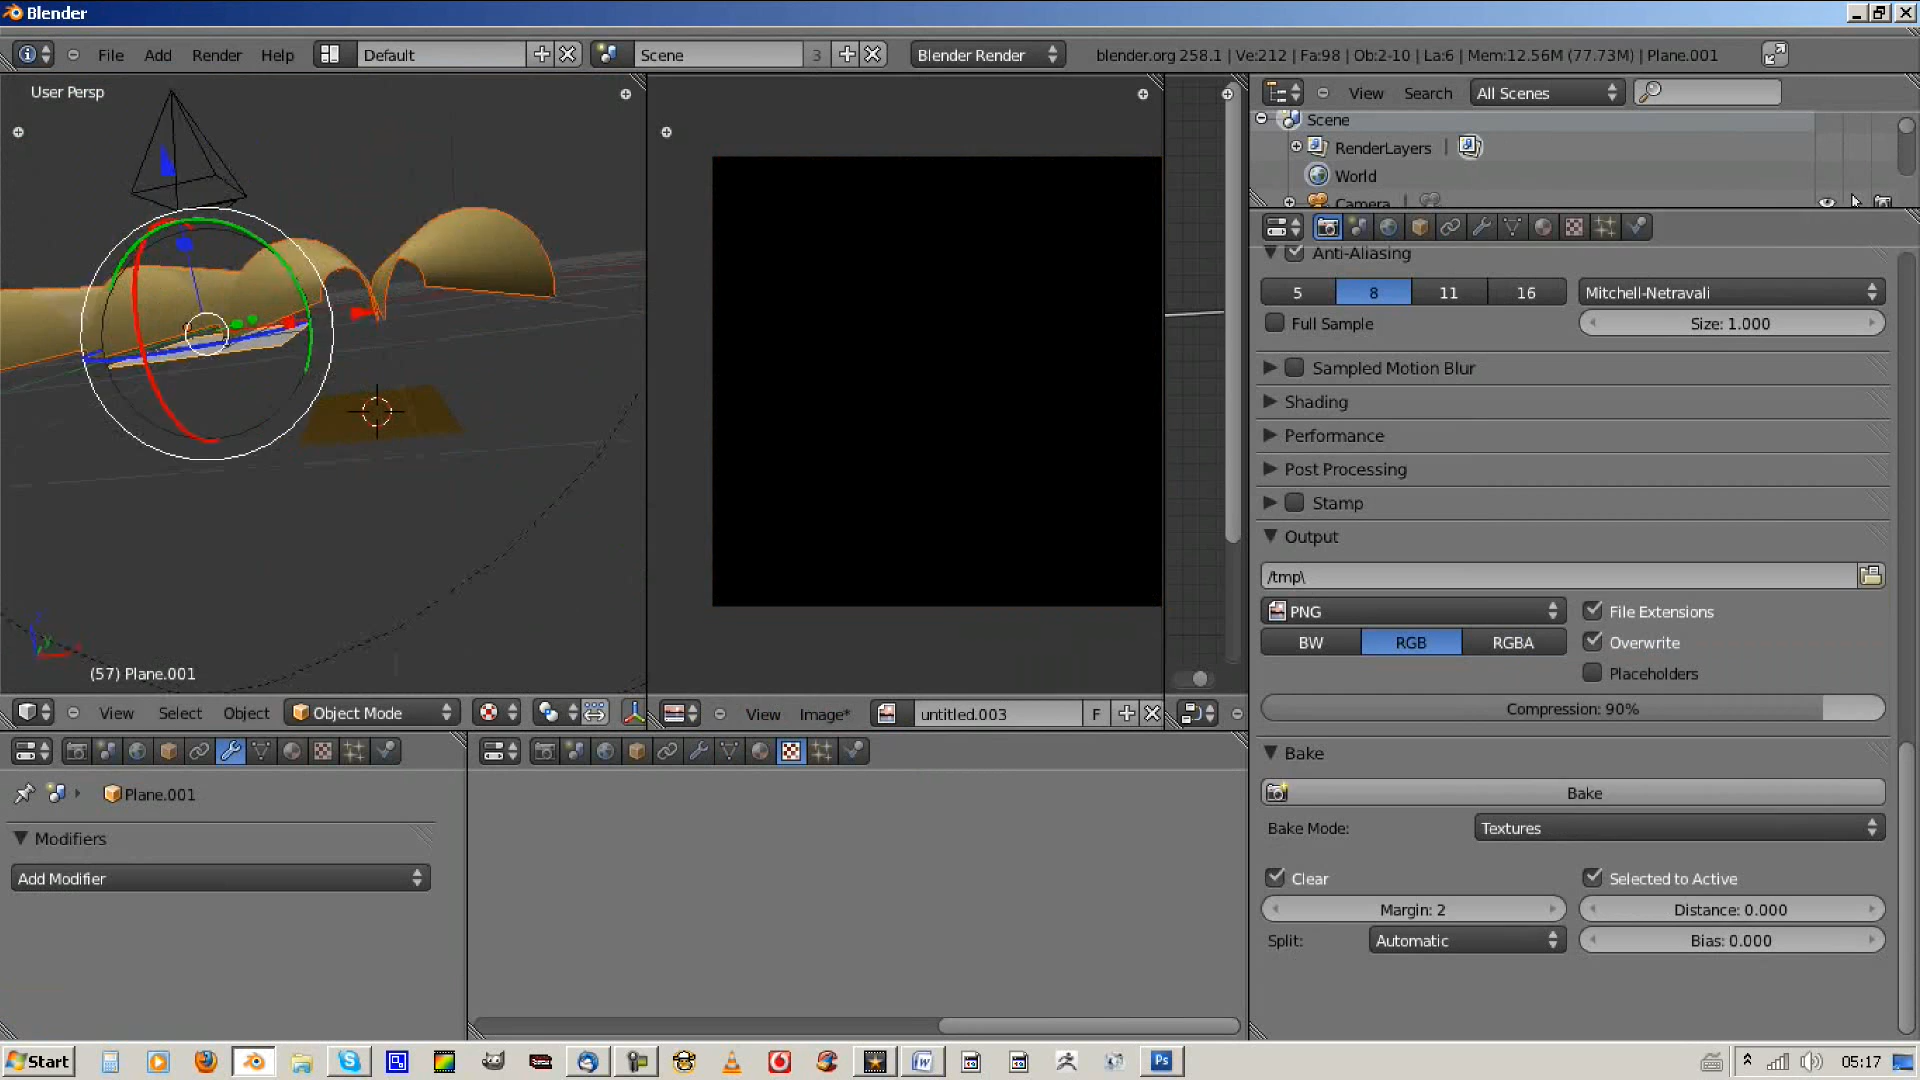 Blender
File Add Render Help Default Scene 3 Blender Render blender.org 258.1 | Ve:212 | Fa:98 | Ob:2-10 | La:6 | Mem:12.56M (77.73M) | Plane.001
User Persp
View Search All Scenes
Scene
RenderLayers
World
Camera
Anti-Aliasing
5 8 11 16 Mitchell-Netravali
Full Sample Size: 1.000
Sampled Motion Blur
Shading
Performance
Post Processing
Stamp
Output
/tmp\
PNG File Extensions
BW RGB RGBA Overwrite
Placeholders
Compression: 90%
Bake
Bake
Bake Mode: Textures
Clear Selected to Active
Margin: 2 Distance: 0.000
Split: Automatic Bias: 0.000
(57) Plane.001
View Select Object Object Mode
View Image* untitled.003 F
Plane.001
Modifiers
Add Modifier
Start W Ps 05:17